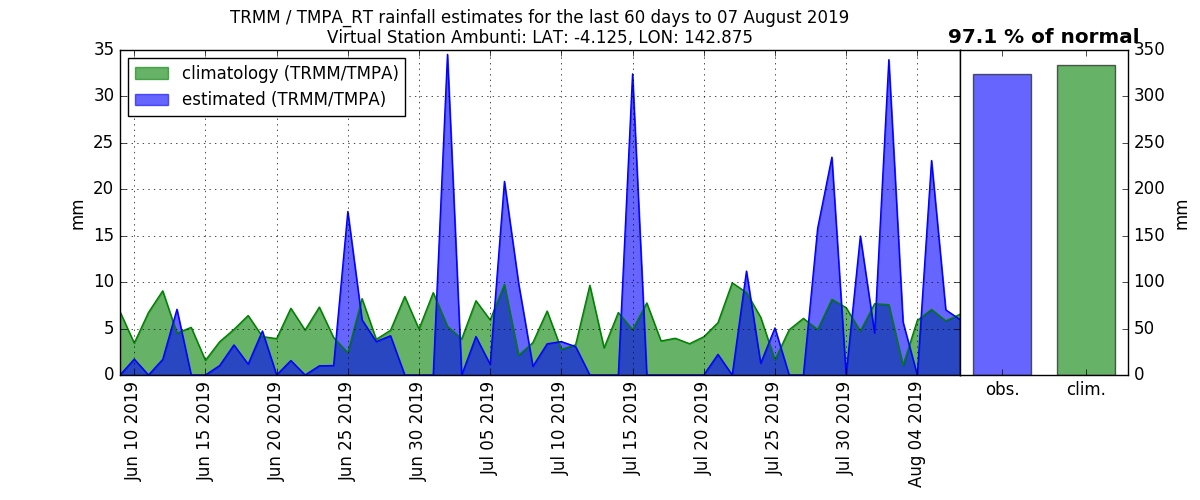 TRMM / TMPA_RT rainfall estimates for the last 60 days to 07 August 2019
Virtual Station Ambunti: LAT: -4.125, LON: 142.875
97.1 % of normal
climatology (TRMM/TMPA)
estimated (TRMM/TMPA)
35
30
25
20
15
10
5
0
mm
350
300
250
200
150
100
50
0
mm
Jun 10 2019
Jun 15 2019
Jun 20 2019
Jun 25 2019
Jun 30 2019
Jul 05 2019
Jul 10 2019
Jul 15 2019
Jul 20 2019
Jul 25 2019
Jul 30 2019
Aug 04 2019
obs.
clim.